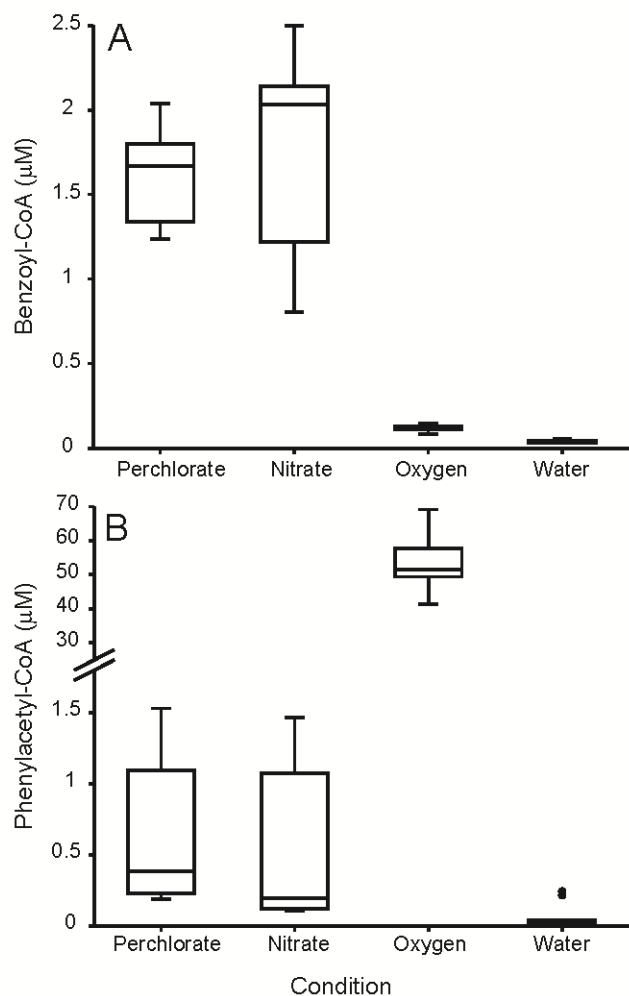 A
2.5
2
1.5
1
0.5
0
Benzoyl-CoA (μM)
Perchlorate Nitrate Oxygen Water
B
70
60
50
40
30
1.5
1
0.5
0
Phenylacetyl-CoA (μM)
Perchlorate Nitrate Oxygen Water
Condition